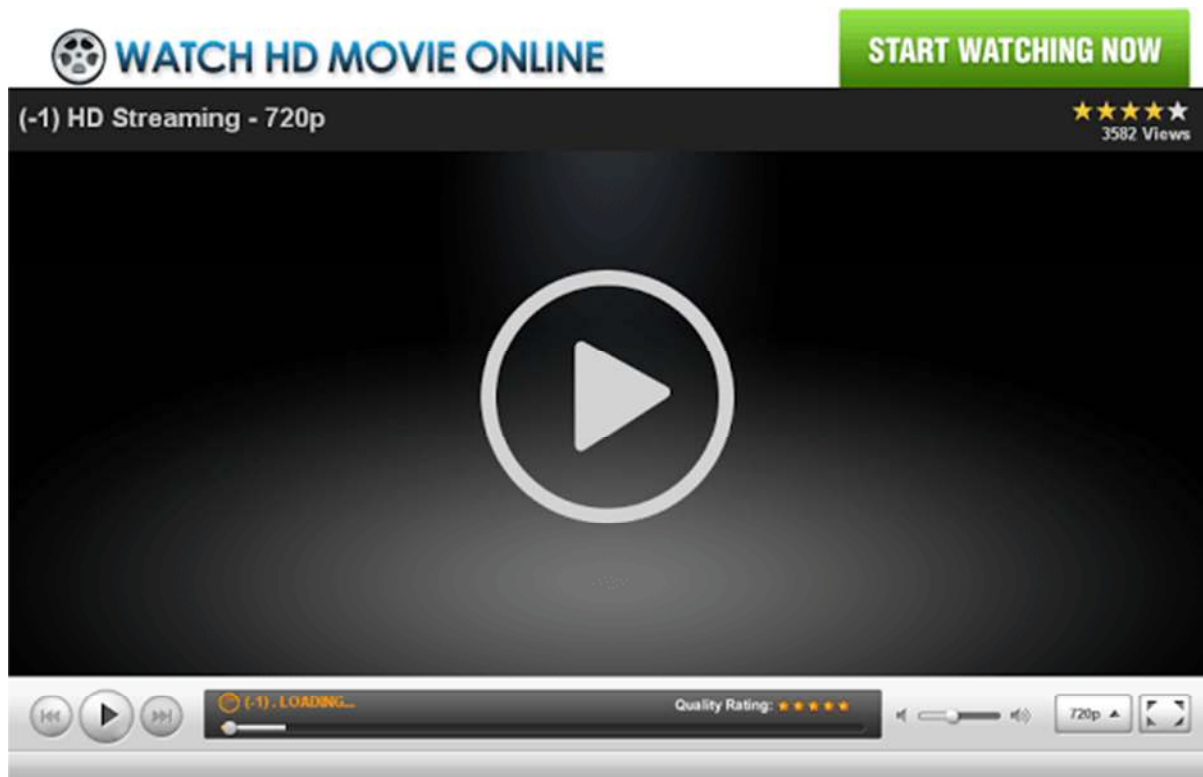 WATCH HD MOVIE ONLINE
START WATCHING NOW
(-1) HD Streaming - 720p
3582 Views
(-1) . LOADING...
Quality Rating:
720p